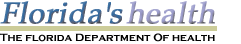 Florida's health
THE FLORIDA DEPARTMENT OF HEALTH